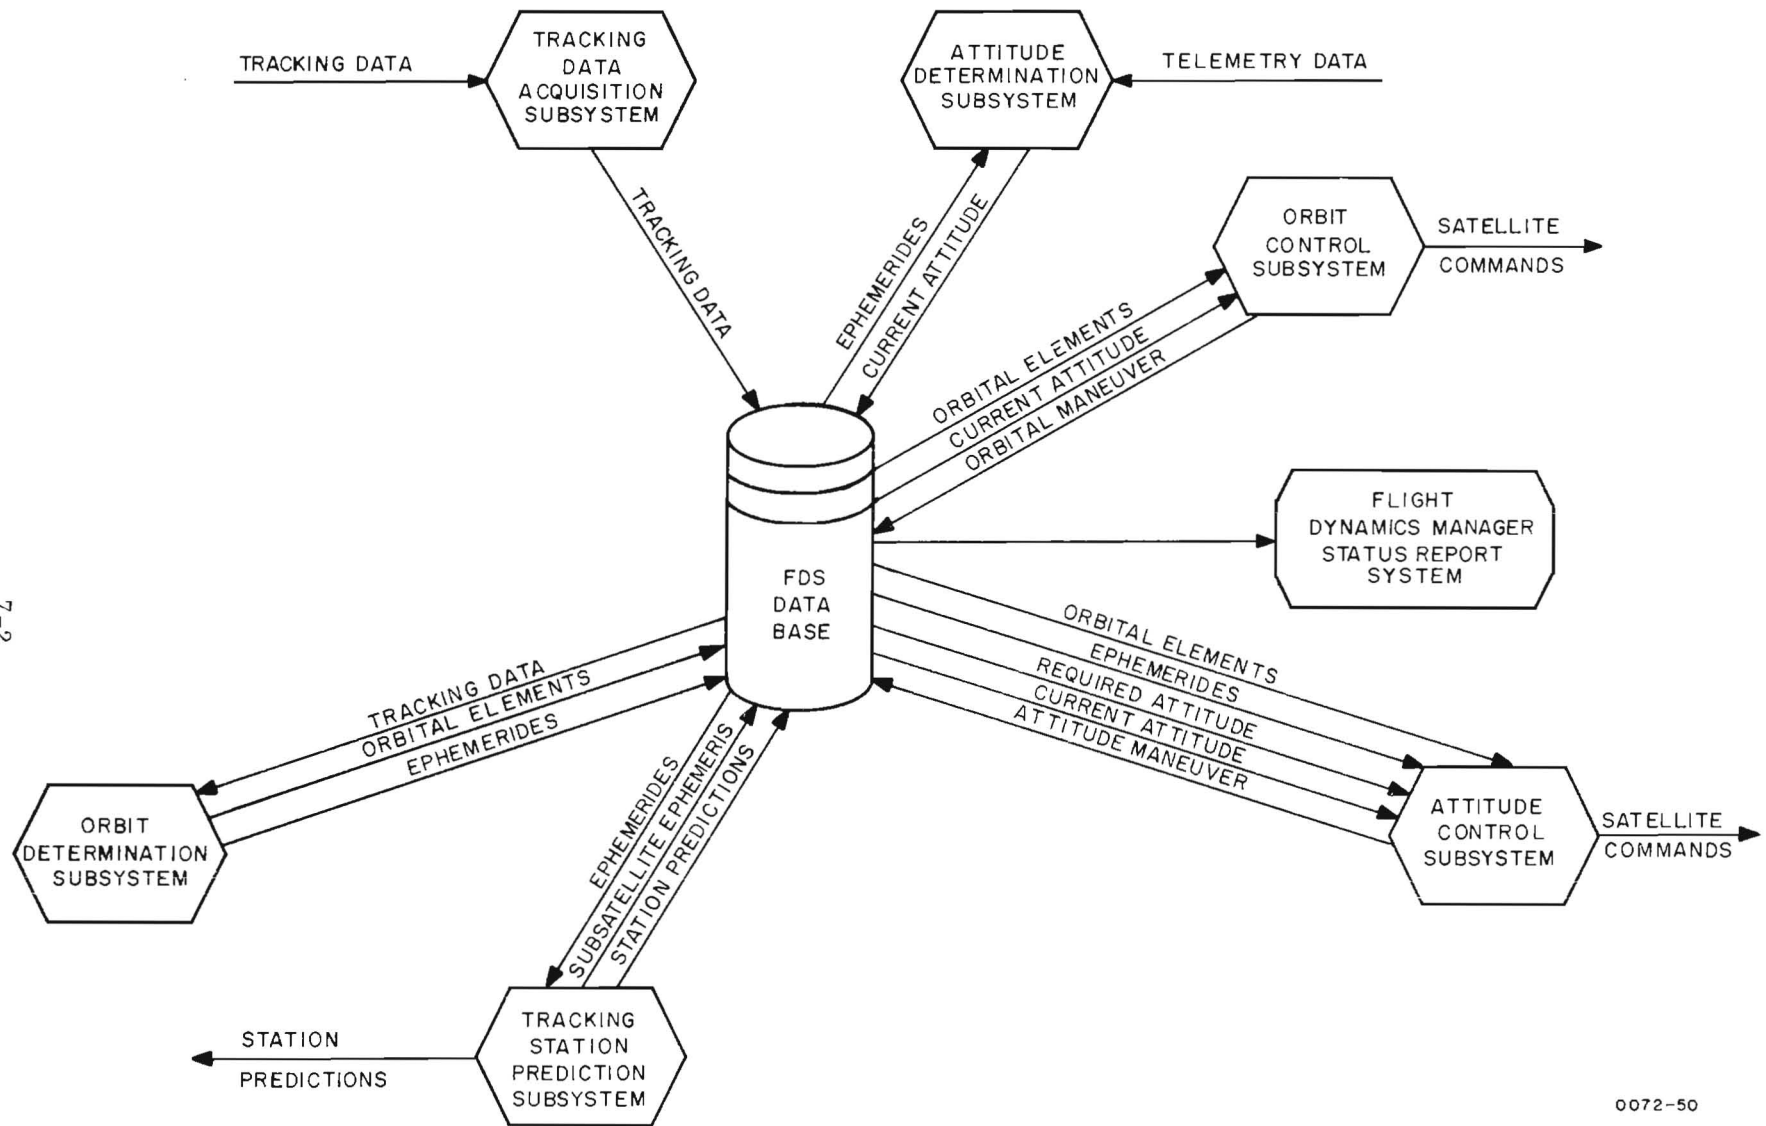 TRACKING DATA
TRACKING
DATA
ACQUISITION
SUBSYSTEM
ATTITUDE
DETERMINATION
SUBSYSTEM
TELEMETRY DATA
TRACKING DATA
EPHEMERIDES
CURRENT ATTITUDE
ORBIT
CONTROL
SUBSYSTEM
SATELLITE
COMMANDS
ORBITAL ELEMENTS
CURRENT ATTITUDE
ORBITAL MANEUVER
FLIGHT
DYNAMICS MANAGER
STATUS REPORT
SYSTEM
FDS
DATA
BASE
7-2
TRACKING DATA
ORBITAL ELEMENTS
EPHEMERIDES
ORBITAL ELEMENTS
EPHEMERIDES
REQUIRED ATTITUDE
CURRENT ATTITUDE
ATTITUDE MANEUVER
EPHEMERIDES
SUBSATELLITE EPHEMERIS
STATION PREDICTIONS
ORBIT
DETERMINATION
SUBSYSTEM
ATTITUDE
CONTROL
SUBSYSTEM
SATELLITE
COMMANDS
STATION
PREDICTIONS
TRACKING
STATION
PREDICTION
SUBSYSTEM
0072-50